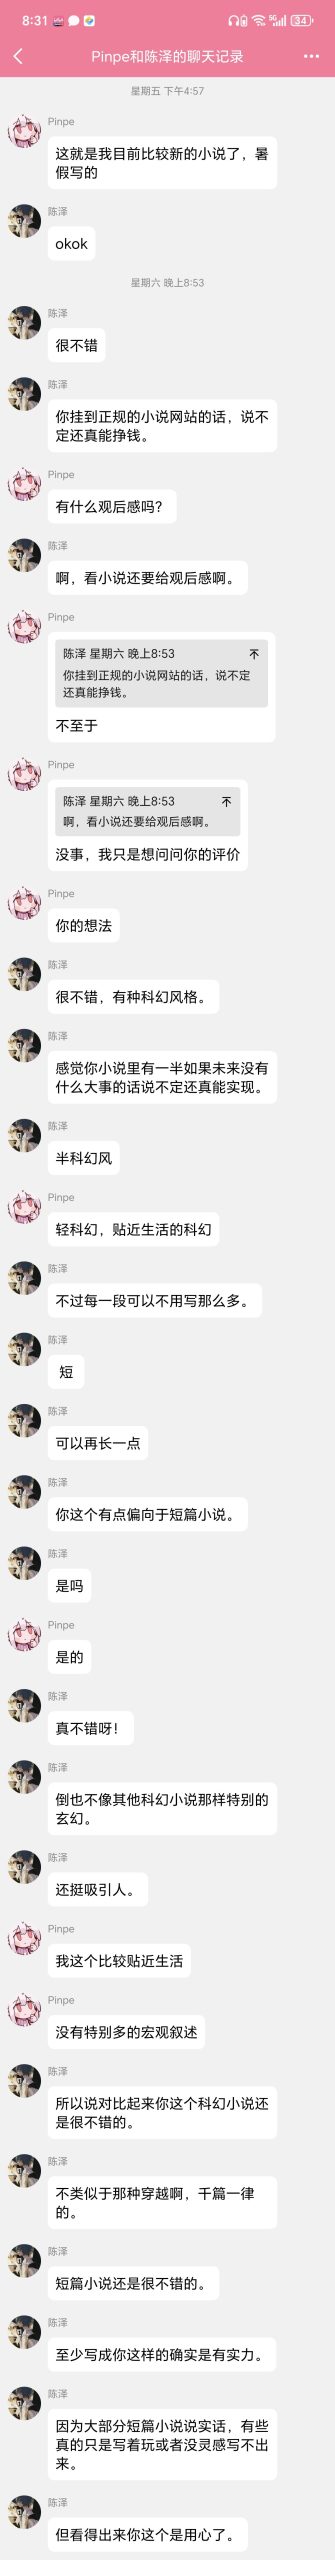 8:31
5G
34
Pinpe和陈泽的聊天记录
星期五 下午4:57
Pinpe
这就是我目前比较新的小说了，暑
假写的
陈泽
okok
星期六 晚上8:53
陈泽
很不错
陈泽
你挂到正规的小说网站的话，说不
定还真能挣钱。
Pinpe
有什么观后感吗？
陈泽
啊，看小说还要给观后感啊。
Pinpe
陈泽 星期六 晚上8:53
你挂到正规的小说网站的话，说不定
还真能挣钱。
不至于
Pinpe
陈泽 星期六 晚上8:53
啊，看小说还要给观后感啊。
没事，我只是想问问你的评价
Pinpe
你的想法
陈泽
很不错，有种科幻风格。
陈泽
感觉你小说里有一半如果未来没有
什么大事的话说不定还真能实现。
陈泽
半科幻风
Pinpe
轻科幻，贴近生活的科幻
陈泽
不过每一段可以不用写那么多。
陈泽
短
陈泽
可以再长一点
陈泽
你这个有点偏向于短篇小说。
陈泽
是吗
Pinpe
是的
陈泽
真不错呀！
陈泽
倒也不像其他科幻小说那样特别的
玄幻。
陈泽
还挺吸引人。
Pinpe
我这个比较贴近生活
Pinpe
没有特别多的宏观叙述
陈泽
所以说对比起来你这个科幻小说还
是很不错的。
陈泽
不类似于那种穿越啊，千篇一律
的。
陈泽
短篇小说还是很不错的。
陈泽
至少写成你这样的确实是有实力。
陈泽
因为大部分短篇小说说实话，有些
真的只是写着玩或者没灵感写不出
来。
陈泽
但看得出来你这个是用心了。